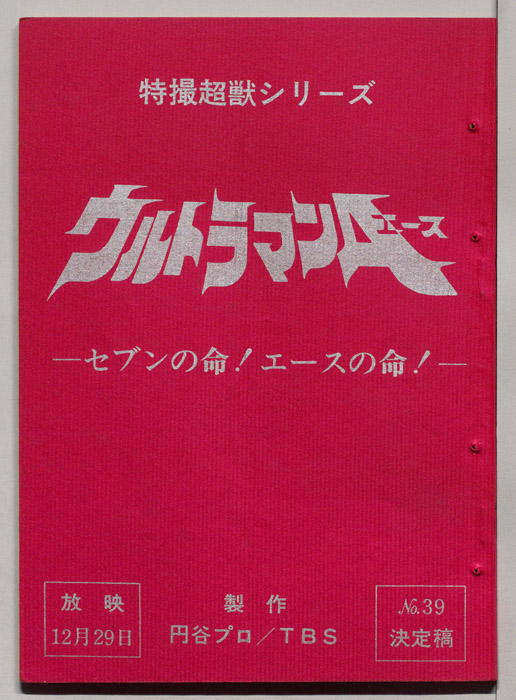 特撮超獣シリーズ
ウルトラマンA
エース
―セブンの命!エースの命!―
放映
12月29日
製作
円谷プロ/TBS
No.39
決定稿